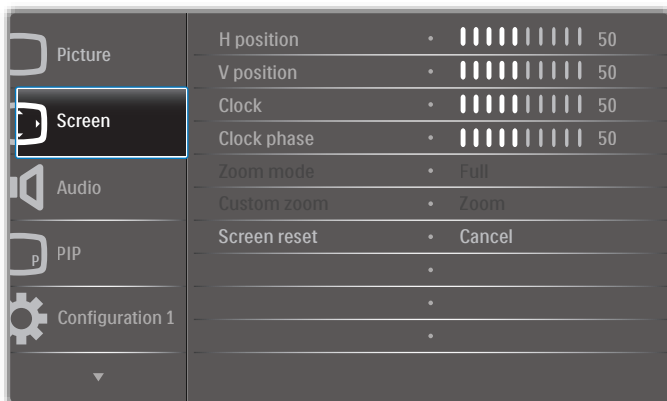 Picture
Screen
Audio
P
PIP
Configuration 1
H position • 50
V position • 50
Clock • 50
Clock phase • 50
Zoom mode • Full
Custom zoom • Zoom
Screen reset • Cancel
•
•
•